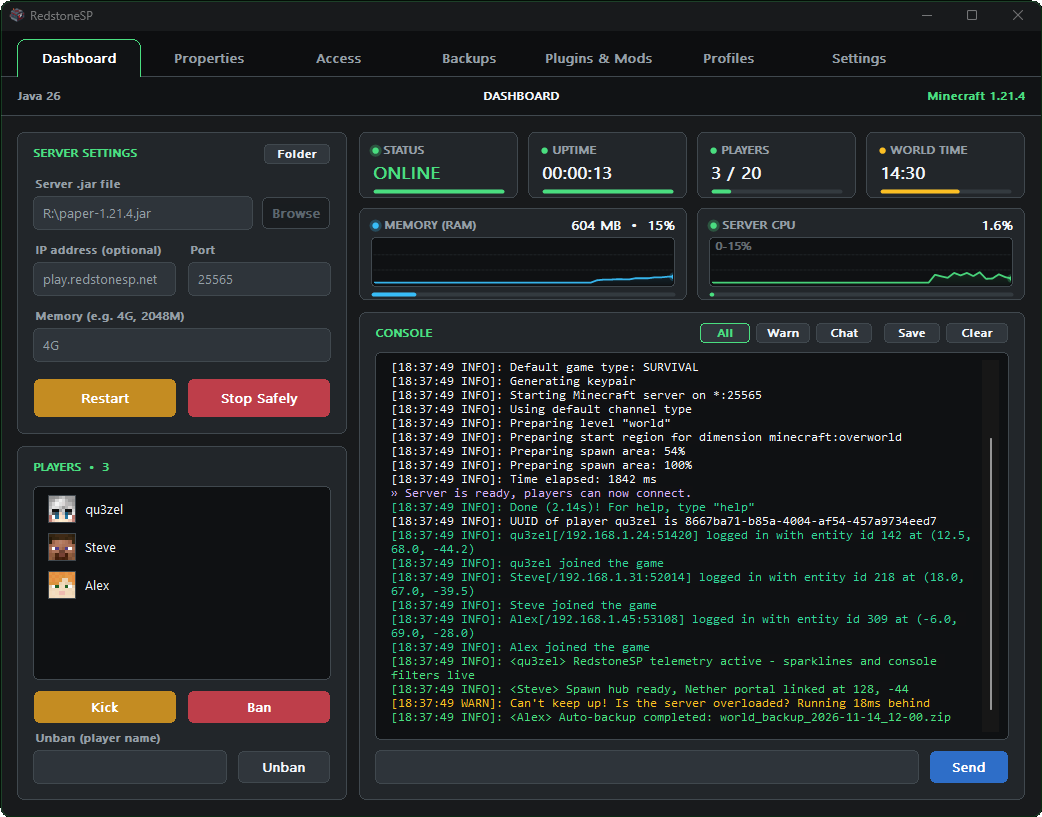 RedstoneSP
Dashboard Properties Access Backups Plugins & Mods Profiles Settings
Java 26 DASHBOARD Minecraft 1.21.4
SERVER SETTINGS Folder
Server .jar file
R:\paper-1.21.4.jar Browse
IP address (optional) Port
play.redstonesp.net 25565
Memory (e.g. 4G, 2048M)
4G
Restart Stop Safely
PLAYERS • 3
qu3zel
Steve
Alex
Kick Ban
Unban (player name)
Unban
STATUS
ONLINE
UPTIME
00:00:13
PLAYERS
3 / 20
WORLD TIME
14:30
MEMORY (RAM) 604 MB • 15%
SERVER CPU 1.6%
0-15%
CONSOLE All Warn Chat Save Clear
[18:37:49 INFO]: Default game type: SURVIVAL
[18:37:49 INFO]: Generating keypair
[18:37:49 INFO]: Starting Minecraft server on *:25565
[18:37:49 INFO]: Using default channel type
[18:37:49 INFO]: Preparing level "world"
[18:37:49 INFO]: Preparing start region for dimension minecraft:overworld
[18:37:49 INFO]: Preparing spawn area: 54%
[18:37:49 INFO]: Preparing spawn area: 100%
[18:37:49 INFO]: Time elapsed: 1842 ms
» Server is ready, players can now connect.
[18:37:49 INFO]: Done (2.14s)! For help, type "help"
[18:37:49 INFO]: UUID of player qu3zel is 8667ba71-b85a-4004-af54-457a9734eed7
[18:37:49 INFO]: qu3zel[/192.168.1.24:51420] logged in with entity id 142 at (12.5,
68.0, -44.2)
[18:37:49 INFO]: qu3zel joined the game
[18:37:49 INFO]: Steve[/192.168.1.31:52014] logged in with entity id 218 at (18.0,
67.0, -39.5)
[18:37:49 INFO]: Steve joined the game
[18:37:49 INFO]: Alex[/192.168.1.45:53108] logged in with entity id 309 at (-6.0,
69.0, -28.0)
[18:37:49 INFO]: Alex joined the game
[18:37:49 INFO]: <qu3zel> RedstoneSP telemetry active - sparklines and console
filters live
[18:37:49 INFO]: <Steve> Spawn hub ready, Nether portal linked at 128, -44
[18:37:49 WARN]: Can't keep up! Is the server overloaded? Running 18ms behind
[18:37:49 INFO]: <Alex> Auto-backup completed: world_backup_2026-11-14_12-00.zip
Send